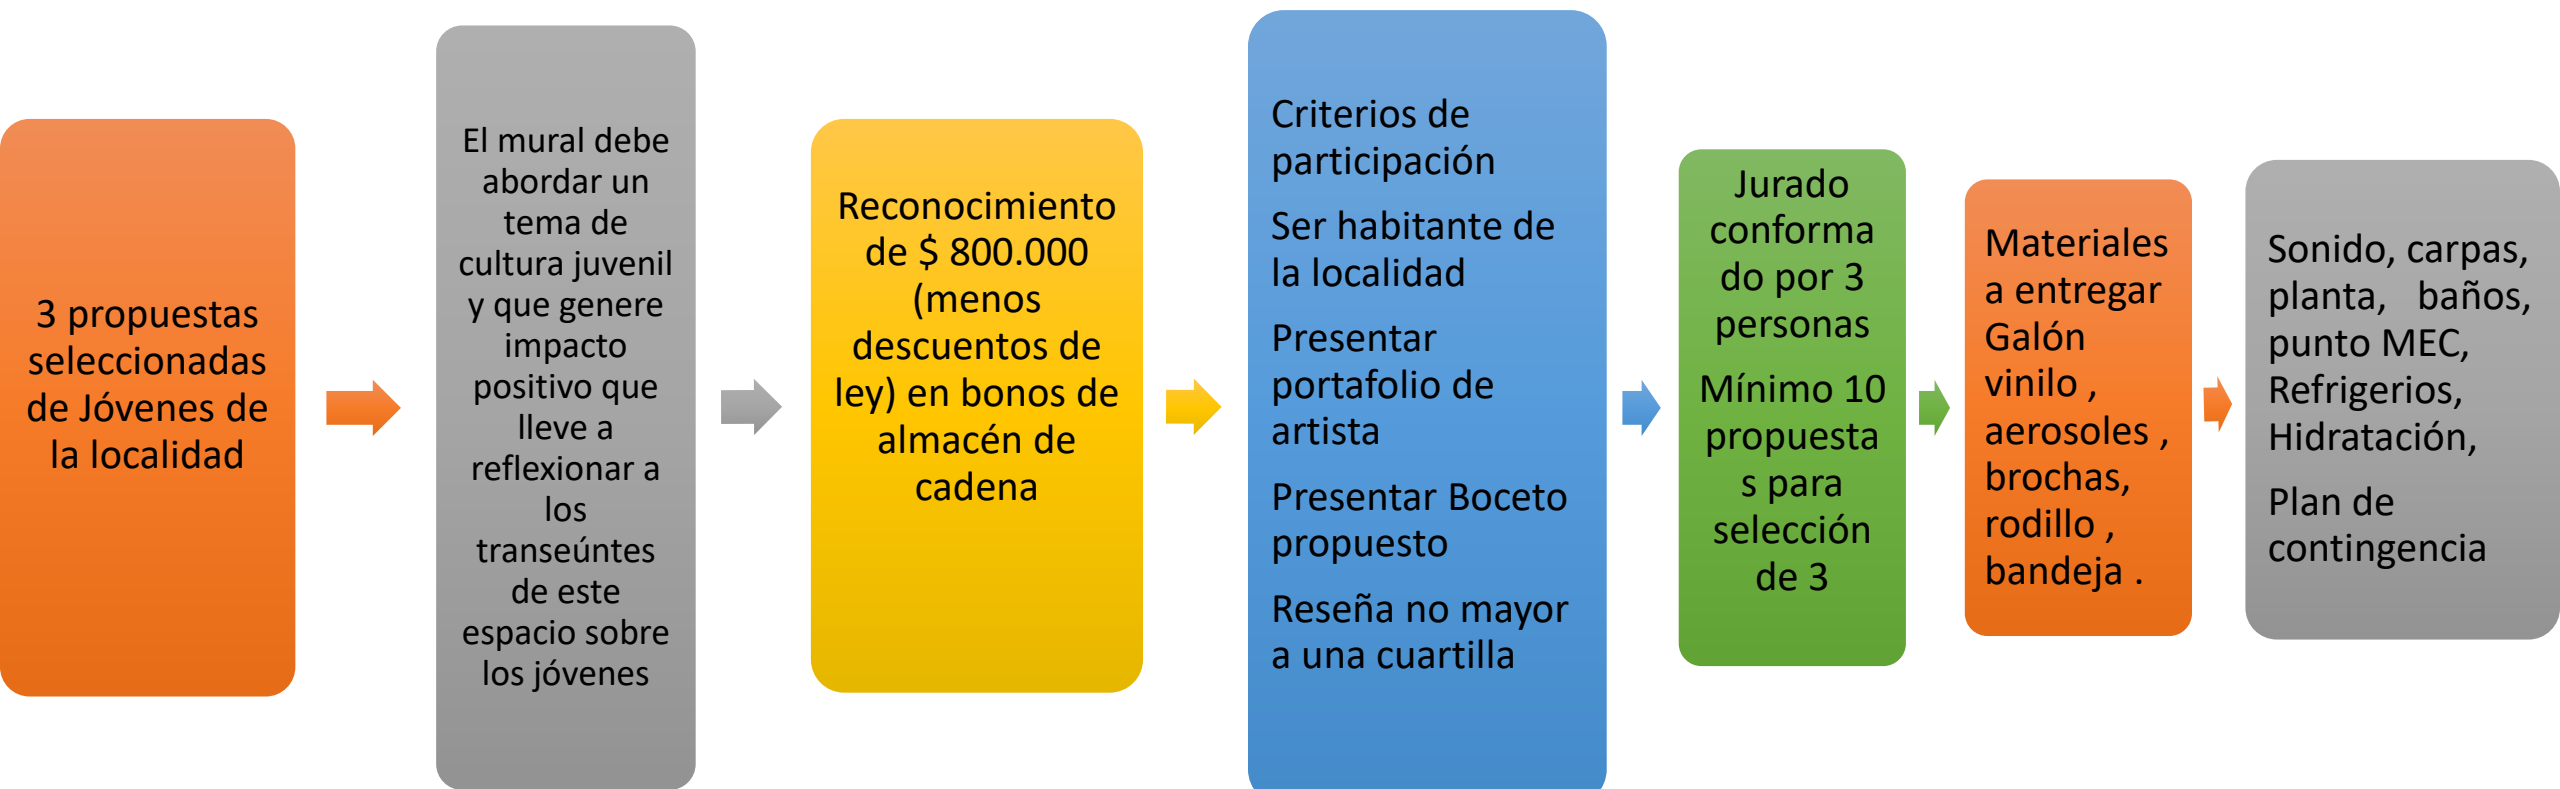 3 propuestas
seleccionadas
de Jóvenes de
la localidad
El mural debe
abordar un
tema de
cultura juvenil
y que genere
impacto
positivo que
lleve a
reflexionar a
los
transeúntes
de este
espacio sobre
los jóvenes
Reconocimiento
de $ 800.000
(menos
descuentos de
ley) en bonos de
almacén de
cadena
Criterios de
participación
Ser habitante de
la localidad
Presentar
portafolio de
artista
Presentar Boceto
propuesto
Reseña no mayor
a una cuartilla
Jurado
conforma
do por 3
personas
Mínimo 10
propuesta
s para
selección
de 3
Materiales
a entregar
Galón
vinilo ,
aerosoles ,
brochas,
rodillo ,
bandeja .
Sonido, carpas,
planta, baños,
punto MEC,
Refrigerios,
Hidratación,
Plan de
contingencia